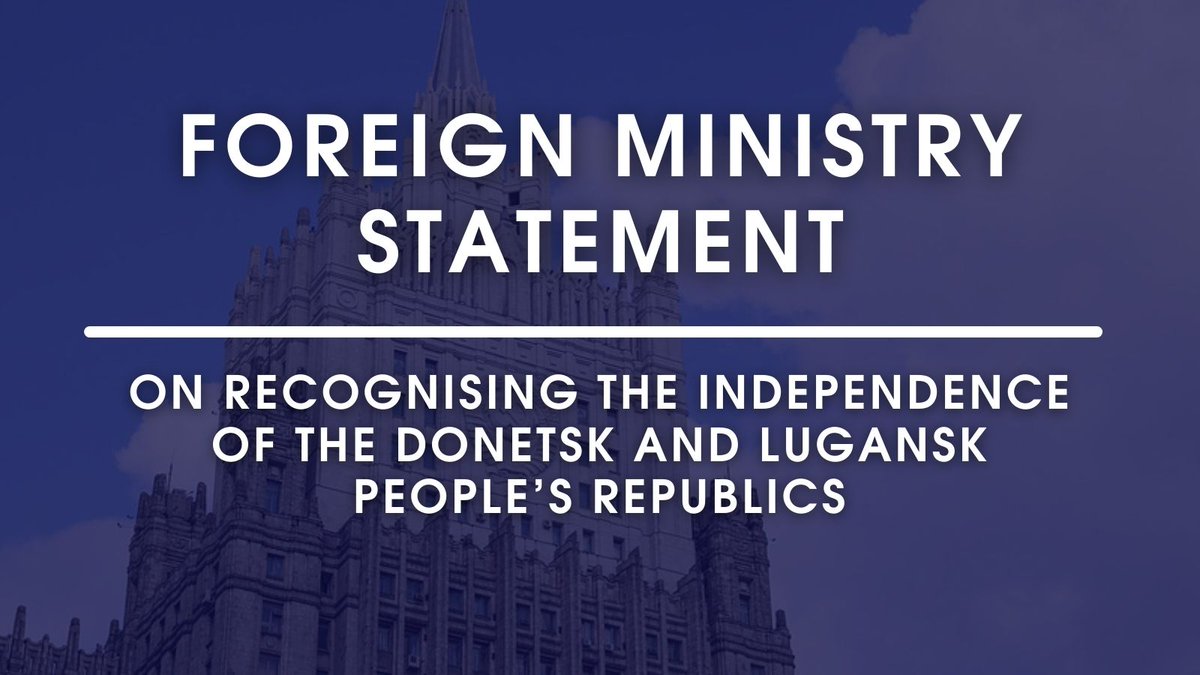 FOREIGN MINISTRY
STATEMENT
ON RECOGNISING THE INDEPENDENCE
OF THE DONETSK AND LUGANSK
PEOPLE’S REPUBLICS